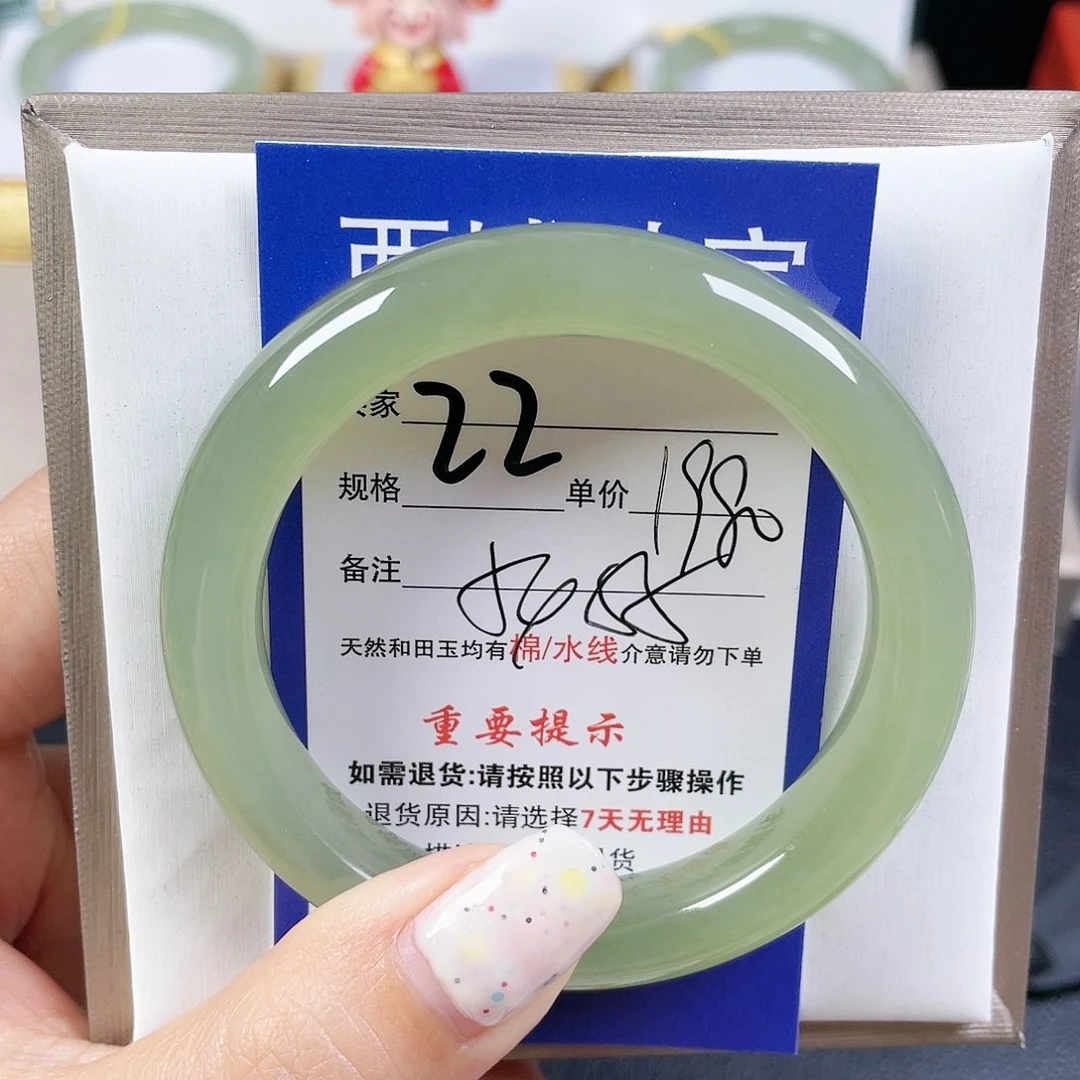 家 22
规格 单价 1980
备注
天然和田玉均有棉/水线介意请勿下单
重要提示
如需退货:请按照以下步骤操作
退货原因:请选择7天无理由
货